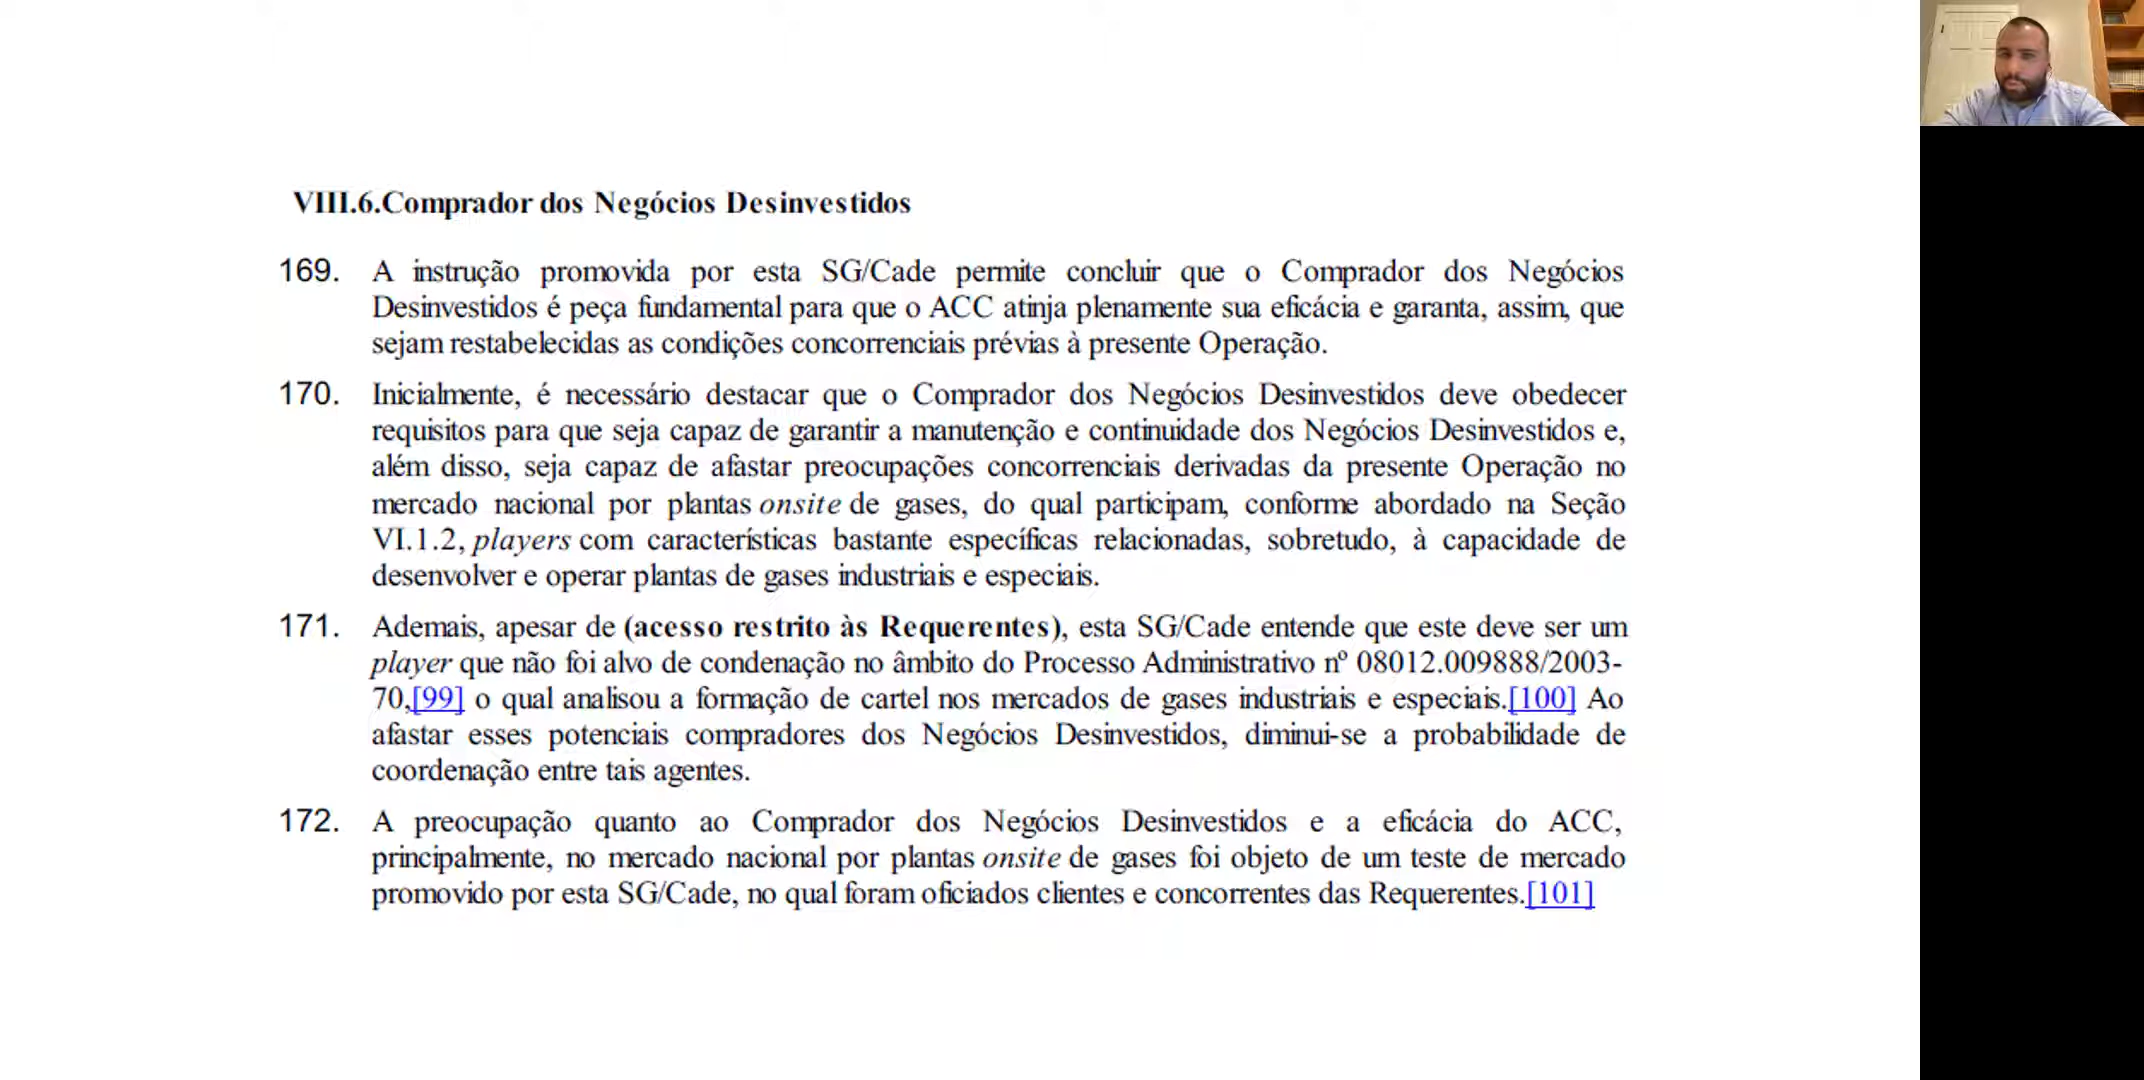 VIII.6.Comprador dos Negócios Desinvestidos
169. A instrução promovida por esta SG/Cade permite concluir que o Comprador dos Negócios
Desinvestidos é peça fundamental para que o ACC atinja plenamente sua eficácia e garanta, assim, que
sejam restabelecidas as condições concorrenciais prévias à presente Operação.
170. Inicialmente, é necessário destacar que o Comprador dos Negócios Desinvestidos deve obedecer
requisitos para que seja capaz de garantir a manutenção e continuidade dos Negócios Desinvestidos e,
além disso, seja capaz de afastar preocupações concorrenciais derivadas da presente Operação no
mercado nacional por plantas onsite de gases, do qual participam, conforme abordado na Seção
VI.1.2, players com características bastante específicas relacionadas, sobretudo, à capacidade de
desenvolver e operar plantas de gases industriais e especiais.
171. Ademais, apesar de (acesso restrito às Requerentes), esta SG/Cade entende que este deve ser um
player que não foi alvo de condenação no âmbito do Processo Administrativo nº 08012.009888/2003-
70,[99] o qual analisou a formação de cartel nos mercados de gases industriais e especiais.[100] Ao
afastar esses potenciais compradores dos Negócios Desinvestidos, diminui-se a probabilidade de
coordenação entre tais agentes.
172. A preocupação quanto ao Comprador dos Negócios Desinvestidos e a eficácia do ACC,
principalmente, no mercado nacional por plantas onsite de gases foi objeto de um teste de mercado
promovido por esta SG/Cade, no qual foram oficiados clientes e concorrentes das Requerentes.[101]